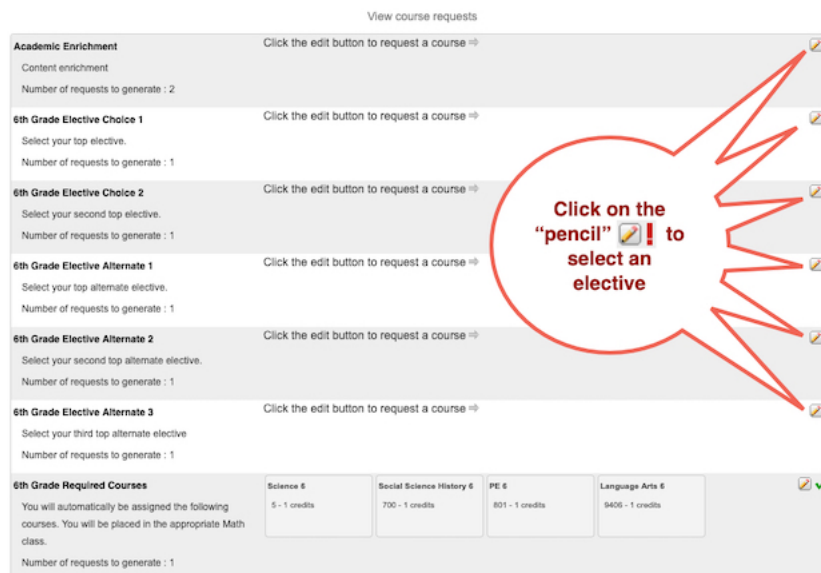 View course requests
Academic Enrichment
Click the edit button to request a course ⇨
Content enrichment
Number of requests to generate : 2
6th Grade Elective Choice 1
Click the edit button to request a course ⇨
Select your top elective.
Number of requests to generate : 1
6th Grade Elective Choice 2
Click the edit button to request a course ⇨
Select your second top elective.
Number of requests to generate : 1
6th Grade Elective Alternate 1
Click the edit button to request a course ⇨
Select your top alternate elective.
Number of requests to generate : 1
6th Grade Elective Alternate 2
Click the edit button to request a course ⇨
Select your second top alternate elective.
Number of requests to generate : 1
6th Grade Elective Alternate 3
Click the edit button to request a course ⇨
Select your third top alternate elective
Number of requests to generate : 1
Click on the
“pencil” ! to
select an
elective
6th Grade Required Courses
You will automatically be assigned the following
courses. You will be placed in the appropriate Math
class.
Number of requests to generate : 1
Science 6
5 - 1 credits
Social Science History 6
700 - 1 credits
PE 6
801 - 1 credits
Language Arts 6
9406 - 1 credits